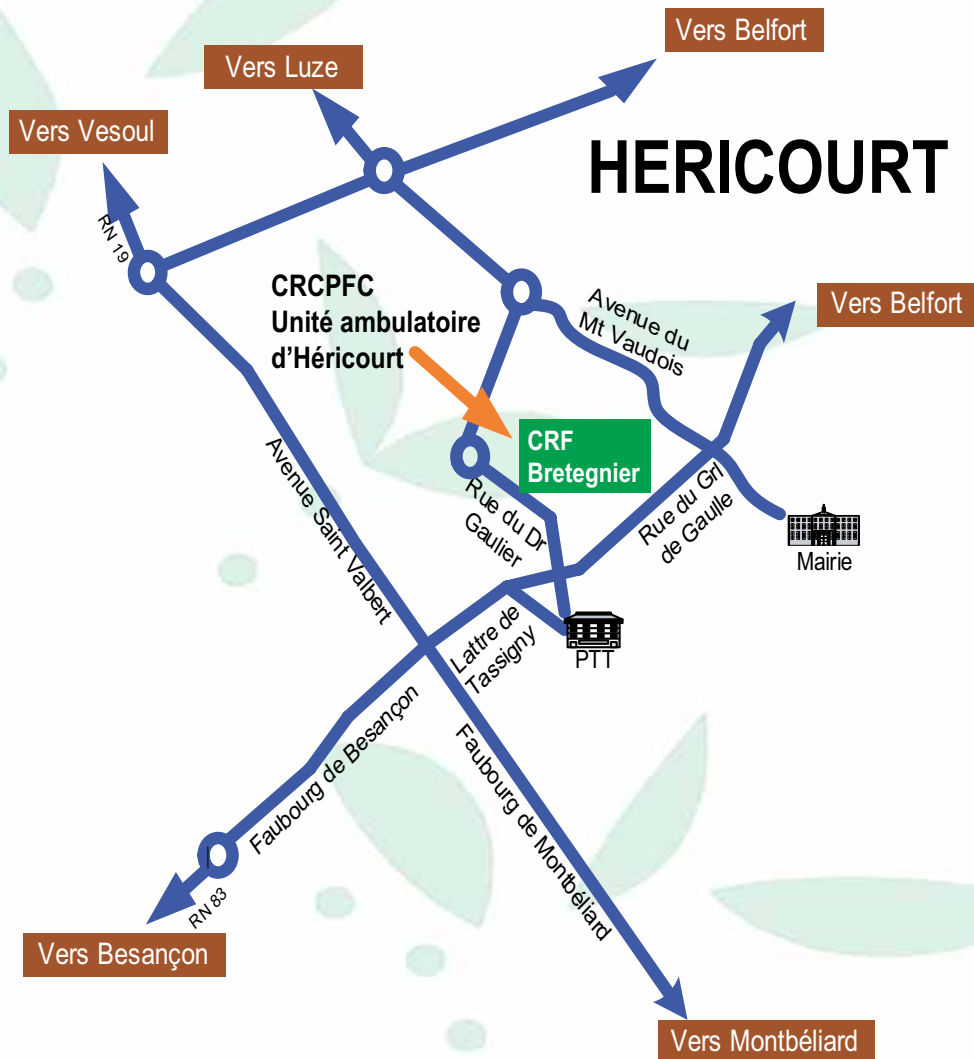 Vers Belfort
Vers Luze
Vers Vesoul
HERICOURT
RN 19
CRCPFC
Unité ambulatoire
d'Héricourt
Avenue du
Mt Vaudois
Vers Belfort
CRF
Bretegnier
Avenue Saint Valbert
Rue du Dr
Gaulier
Rue du Grl
de Gaulle
Mairie
Lattre de
Tassigny
PTT
Faubourg de Besançon
Faubourg de Montbéliard
RN 83
Vers Besançon
Vers Montbéliard